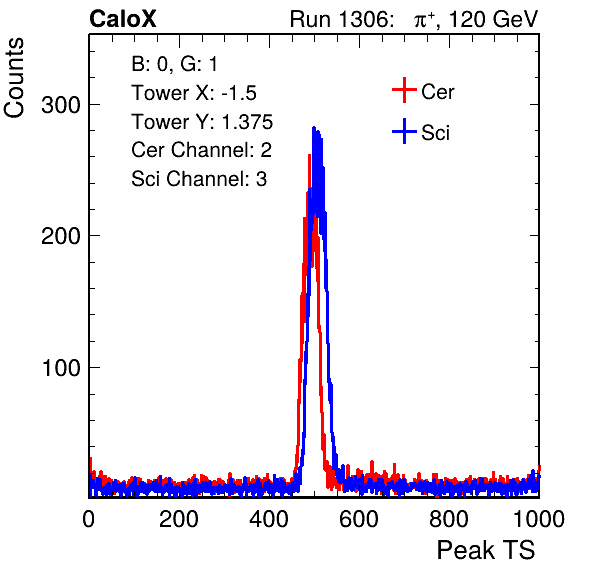 CaloX Run 1306: π⁺, 120 GeV
Counts
B: 0, G: 1
Tower X: -1.5
Tower Y: 1.375
Cer Channel: 2
Sci Channel: 3
Cer
Sci
300
200
100
0 200 400 600 800 1000
Peak TS